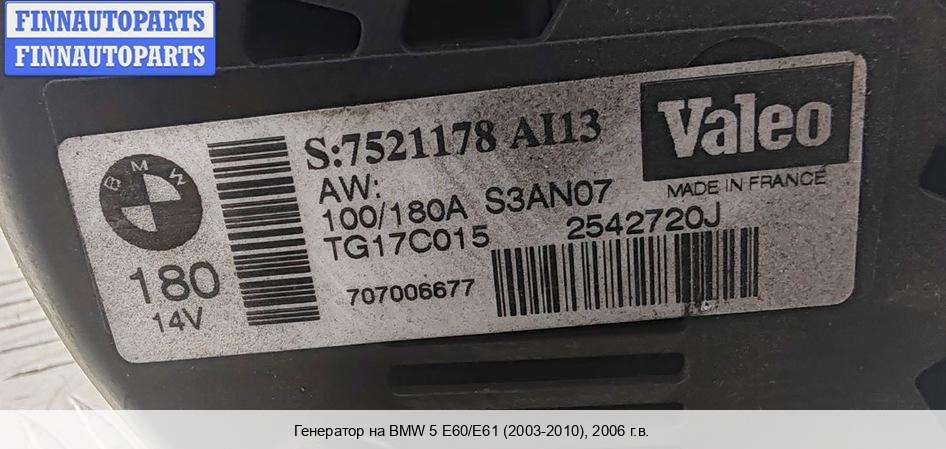 FINNAUTOPARTS
FINNAUTOPARTS
BMW
180
14V
S:7521178 AI13
AW:
100/180A S3AN07
TG17C015 2542720J
707006677
Valeo
MADE IN FRANCE
Генератор на BMW 5 E60/E61 (2003-2010), 2006 г.в.